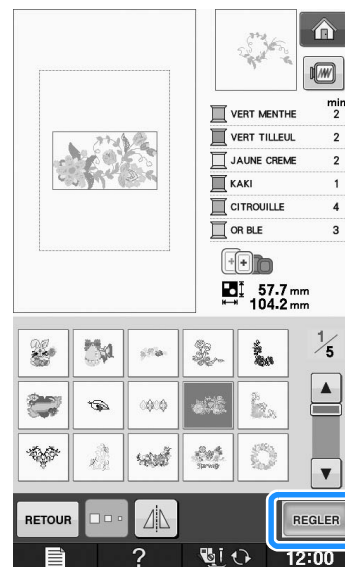 min
VERT MENTHE 2
VERT TILLEUL 2
JAUNE CREME 2
KAKI 1
CITROUILLE 4
OR BLE 3
57.7 mm
104.2 mm
1/5
RETOUR
REGLER
?
12:00